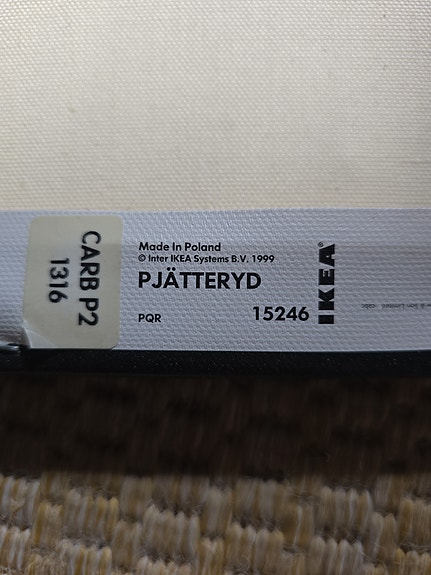 CARB P2
1316
Made In Poland
© Inter IKEA Systems B.V. 1999
PJÄTTERYD
PQR
15246
IKEA®